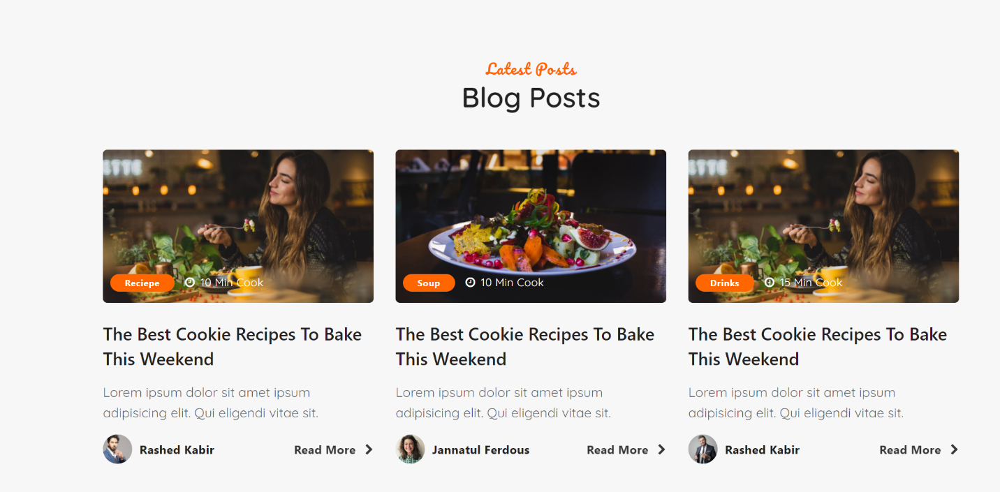 Latest Posts
Blog Posts
Reciepe
10 Min Cook
The Best Cookie Recipes To Bake
This Weekend
Lorem ipsum dolor sit amet ipsum
adipisicing elit. Qui eligendi vitae sit.
Rashed Kabir
Read More
Soup
10 Min Cook
The Best Cookie Recipes To Bake
This Weekend
Lorem ipsum dolor sit amet ipsum
adipisicing elit. Qui eligendi vitae sit.
Jannatul Ferdous
Read More
Drinks
15 Min Cook
The Best Cookie Recipes To Bake
This Weekend
Lorem ipsum dolor sit amet ipsum
adipisicing elit. Qui eligendi vitae sit.
Rashed Kabir
Read More